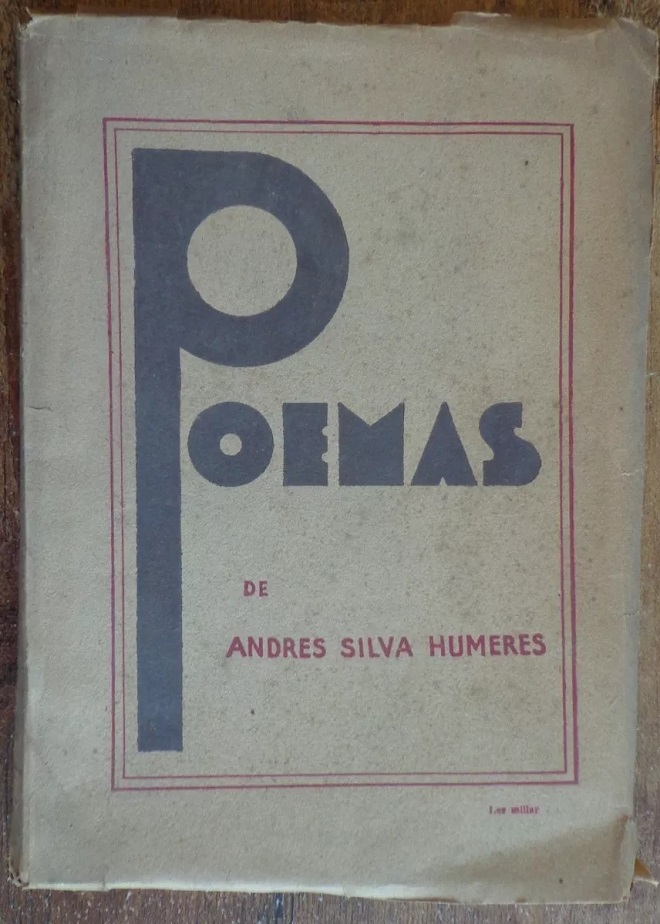 POEMAS
DE
ANDRES SILVA HUMERES
1.er millar